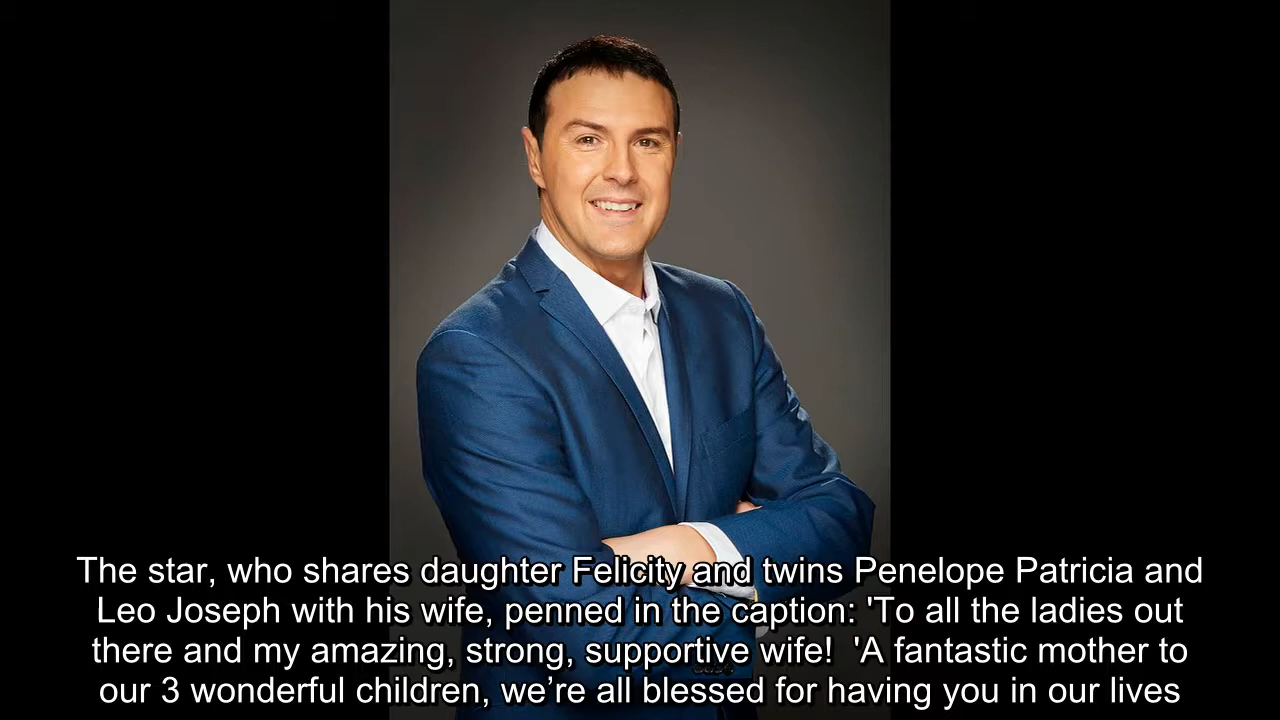 The star, who shares daughter Felicity and twins Penelope Patricia and
Leo Joseph with his wife, penned in the caption: 'To all the ladies out
there and my amazing, strong, supportive wife!  'A fantastic mother to
our 3 wonderful children, we’re all blessed for having you in our lives